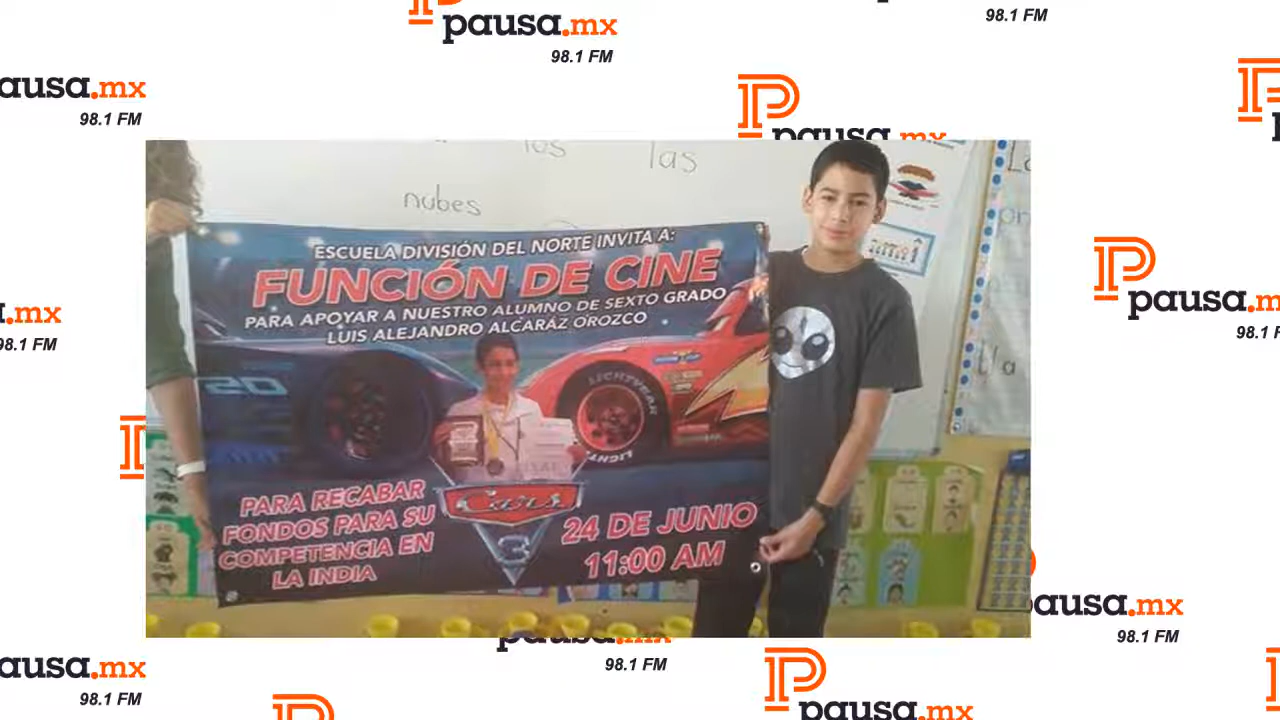 pausa.mx
98.1 FM
98.1 FM
ausa.mx
98.1 FM
pausa.mx
los
las
nubes
ESCUELA DIVISIÓN DEL NORTE INVITA A:
FUNCIÓN DE CINE
PARA APOYAR A NUESTRO ALUMNO DE SEXTO GRADO
LUIS ALEJANDRO ALCARÁZ OROZCO
20
LIGHTYEAR
PARA RECABAR
FONDOS PARA SU
COMPETENCIA EN
LA INDIA
Cars
3
24 DE JUNIO
11:00 AM
pausa.m
98.1
.mx
98.1 FM
ausa.mx
98.1 FM
pausa.mx
98.1 FM
ausa.mx
98.1 FM
pausa.mx